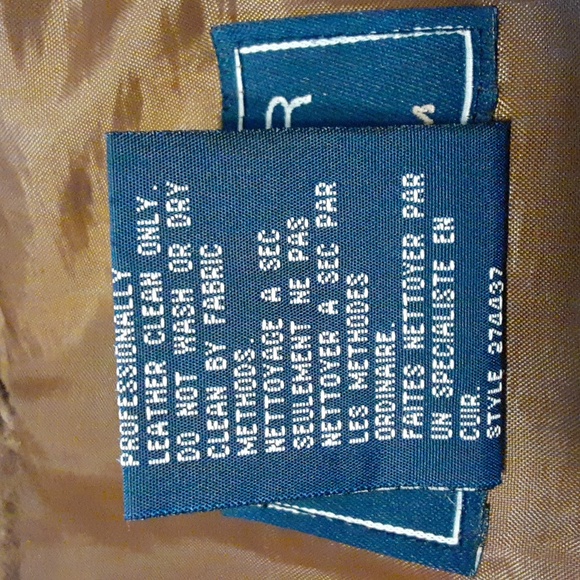 PROFESSIONALLY
LEATHER CLEAN ONLY.
DO NOT WASH OR DRY
CLEAN BY FABRIC
METHODS.
NETTOYAGE A SEC
SEULEMENT NE PAS
NETTOYER A SEC PAR
LES METHODES
ORDINAIRE.
FAITES NETTOYER PAR
UN SPECIALISTE EN
CUIR.
STYLE 274437
R